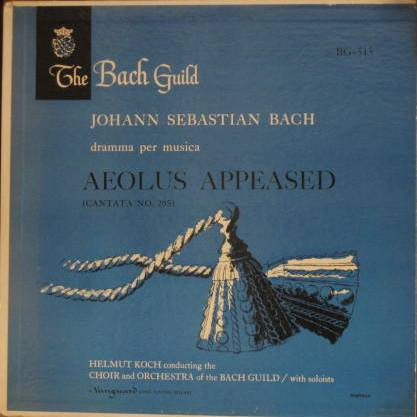 BG-515
The Bach Guild
JOHANN SEBASTIAN BACH
dramma per musica
AEOLUS APPEASED
(CANTATA NO. 205)
HELMUT KOCH conducting the
CHOIR and ORCHESTRA of the BACH GUILD / with soloists
Vanguard